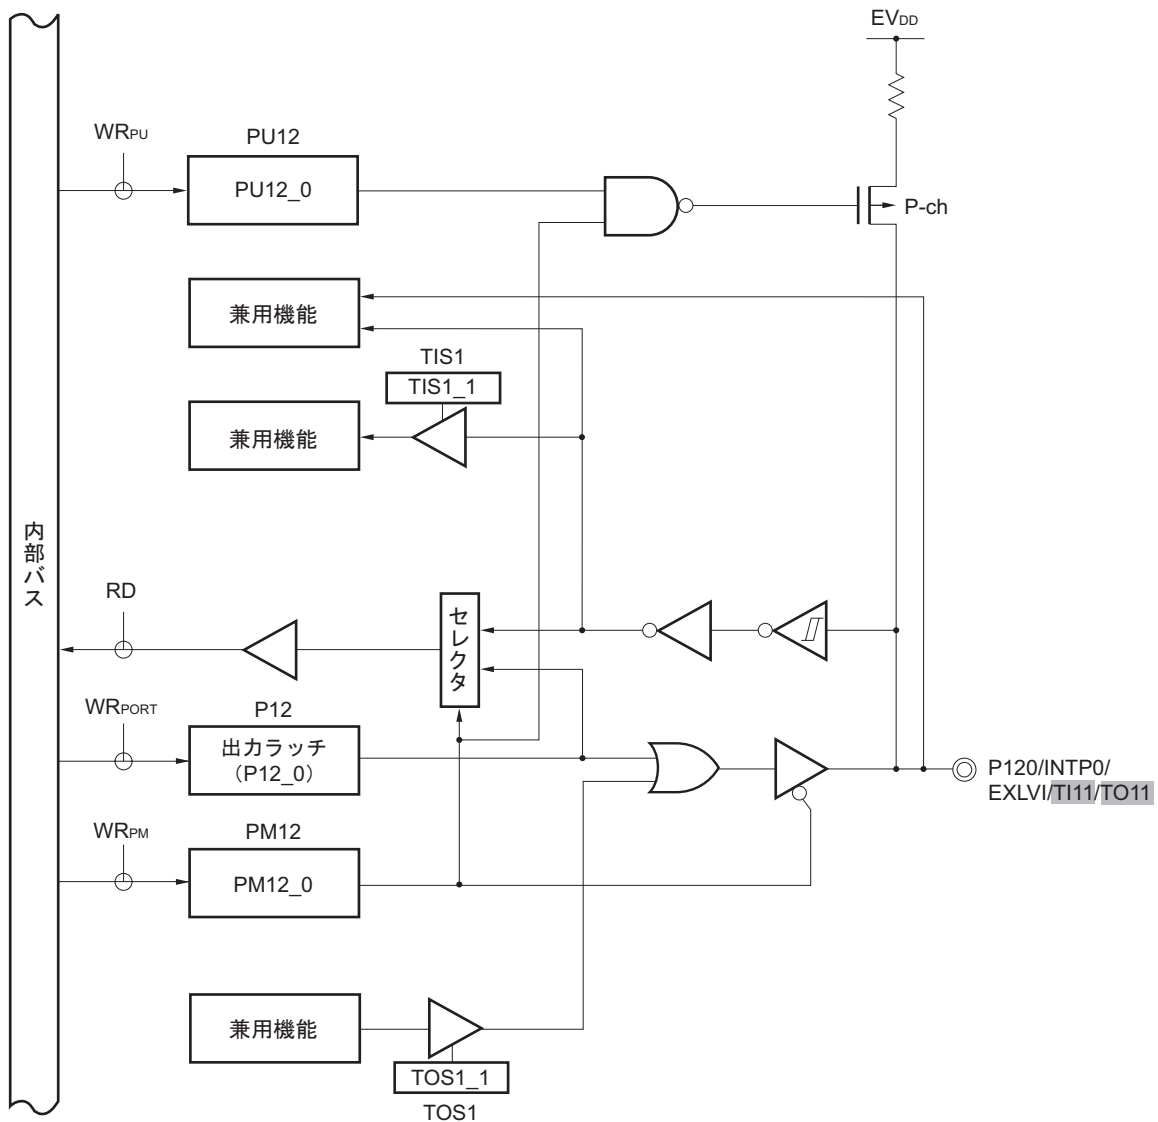 EVDD
WRPU
PU12
PU12_0
P-ch
兼用機能
TIS1
TIS1_1
兼用機能
内部バス
RD
セレクタ
WRPORT
P12
出力ラッチ
（P12_0）
P120/INTP0/
EXLVI/TI11/TO11
WRPM
PM12
PM12_0
兼用機能
TOS1_1
TOS1